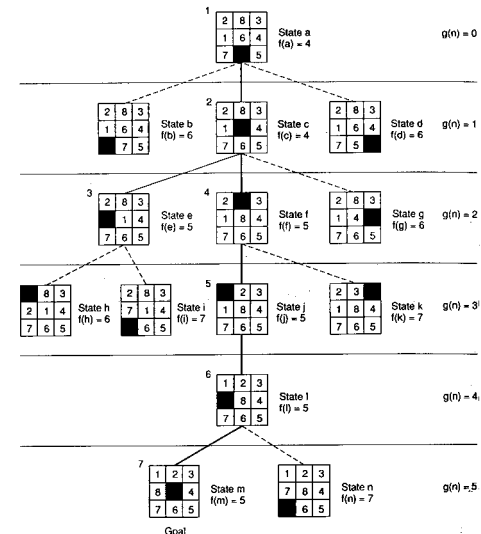 1
2 8 3
1 6 4
7 5
State a
f(a) = 4
g(n) = 0
2 8 3
1 6 4
7 5
State b
f(b) = 6
2
2 8 3
1 4
7 6 5
State c
f(c) = 4
2 8 3
1 6 4
7 5
State d
f(d) = 6
g(n) = 1
3
2 8 3
1 4
7 6 5
State e
f(e) = 5
4
2 3
1 8 4
7 6 5
State f
f(f) = 5
2 8 3
1 4
7 6 5
State g
f(g) = 6
g(n) = 2
8 3
2 1 4
7 6 5
State h
f(h) = 6
2 8 3
7 1 4
6 5
State i
f(i) = 7
5
2 3
1 8 4
7 6 5
State j
f(j) = 5
2 3
1 8 4
7 6 5
State k
f(k) = 7
g(n) = 3
6
1 2 3
8 4
7 6 5
State l
f(l) = 5
g(n) = 4
7
1 2 3
8 4
7 6 5
State m
f(m) = 5
Goal
1 2 3
7 8 4
6 5
State n
f(n) = 7
g(n) = 5